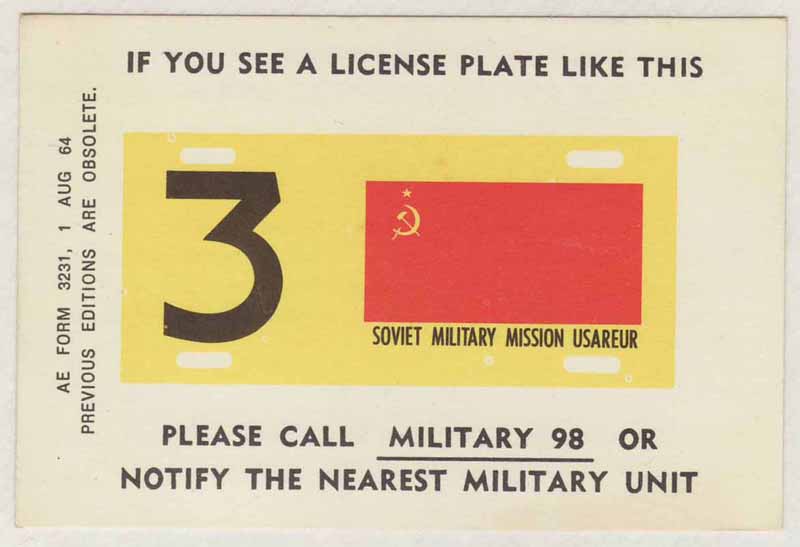 IF YOU SEE A LICENSE PLATE LIKE THIS
AE FORM 3231, 1 AUG 64
PREVIOUS EDITIONS ARE OBSOLETE.
3
SOVIET MILITARY MISSION USAREUR
PLEASE CALL MILITARY 98 OR
NOTIFY THE NEAREST MILITARY UNIT